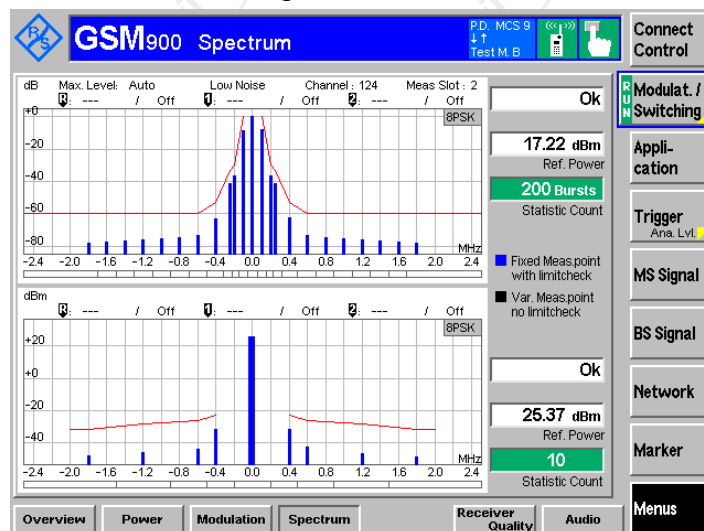 R&S GSM900 Spectrum
P.D. MCS 9
↓↑
Test M. B
Connect Control
dB Max. Level: Auto Low Noise Channel : 124 Meas Slot : 2
R: --- / Off 1: --- / Off 2: --- / Off
8PSK
+0
-20
-40
-60
-80
MHz
-2.4 -2.0 -1.6 -1.2 -0.8 -0.4 0.0 0.4 0.8 1.2 1.6 2.0 2.4
Ok
17.22 dBm
Ref. Power
200 Bursts
Statistic Count
Fixed Meas.point
with limitcheck
Var. Meas.point
no limitcheck
dBm
R: --- / Off 1: --- / Off 2: --- / Off
8PSK
+20
+0
-20
-40
MHz
-2.4 -2.0 -1.6 -1.2 -0.8 -0.4 0.0 0.4 0.8 1.2 1.6 2.0 2.4
Ok
25.37 dBm
Ref. Power
10
Statistic Count
RUN
Modulat. /
Switching
Appli-
cation
Trigger
Ana. Lvl.
MS Signal
BS Signal
Network
Marker
Menus
Overview Power Modulation Spectrum Receiver Quality Audio